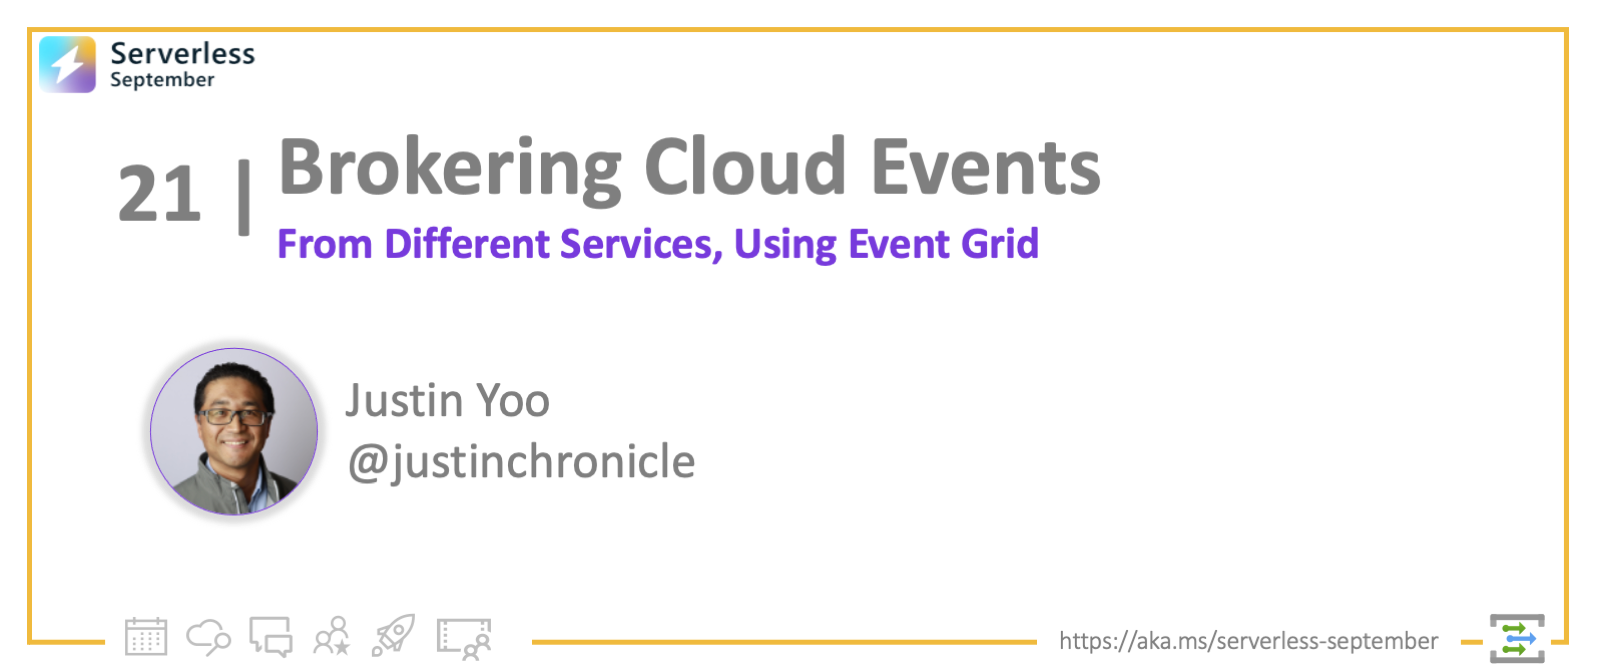 Serverless
September
21 |
Brokering Cloud Events
From Different Services, Using Event Grid
Justin Yoo
@justinchronicle
https://aka.ms/serverless-september